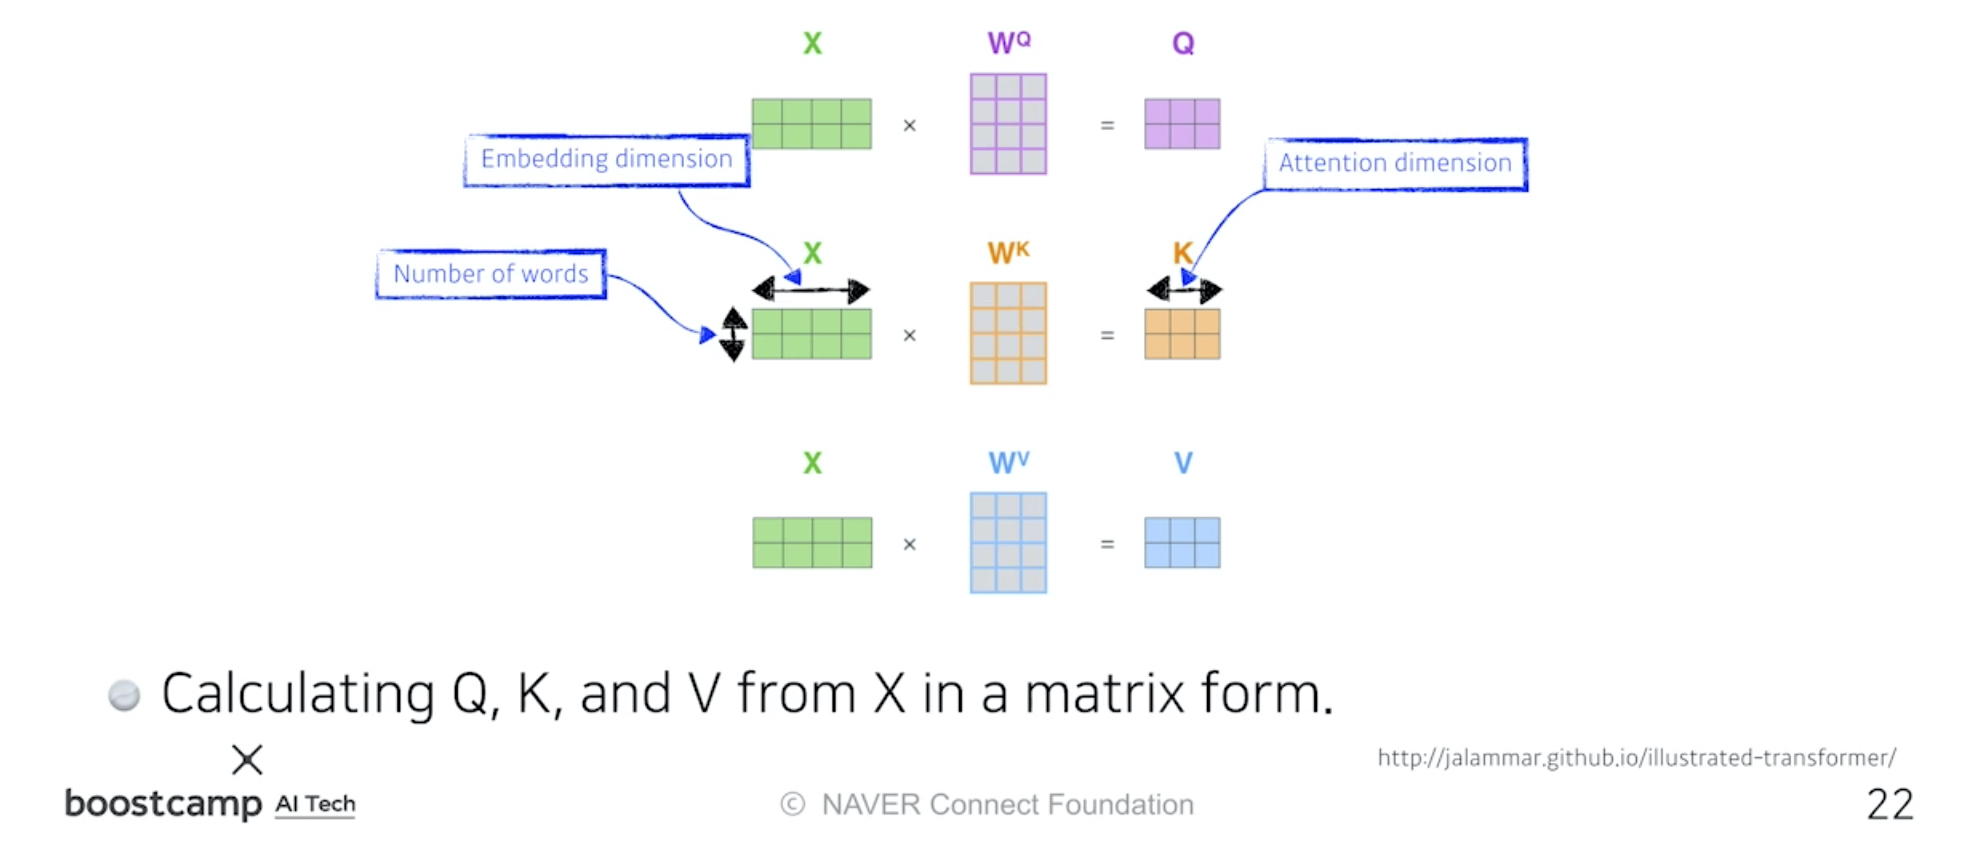 X
W^Q
Q
×
=
Embedding dimension
Attention dimension
X
W^K
K
Number of words
×
=
X
W^V
V
×
=
Calculating Q, K, and V from X in a matrix form.
http://jalammar.github.io/illustrated-transformer/
boostcamp AI Tech
© NAVER Connect Foundation
22